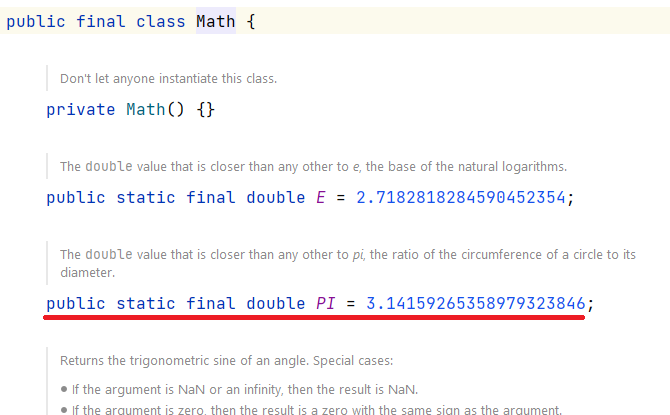 public final class Math {
Don't let anyone instantiate this class.
private Math() {}
The double value that is closer than any other to e, the base of the natural logarithms.
public static final double E = 2.7182818284590452354;
The double value that is closer than any other to pi, the ratio of the circumference of a circle to its
diameter.
public static final double PI = 3.14159265358979323846;
Returns the trigonometric sine of an angle. Special cases:
● If the argument is NaN or an infinity, then the result is NaN.
● If the argument is zero, then the result is a zero with the same sign as the argument.